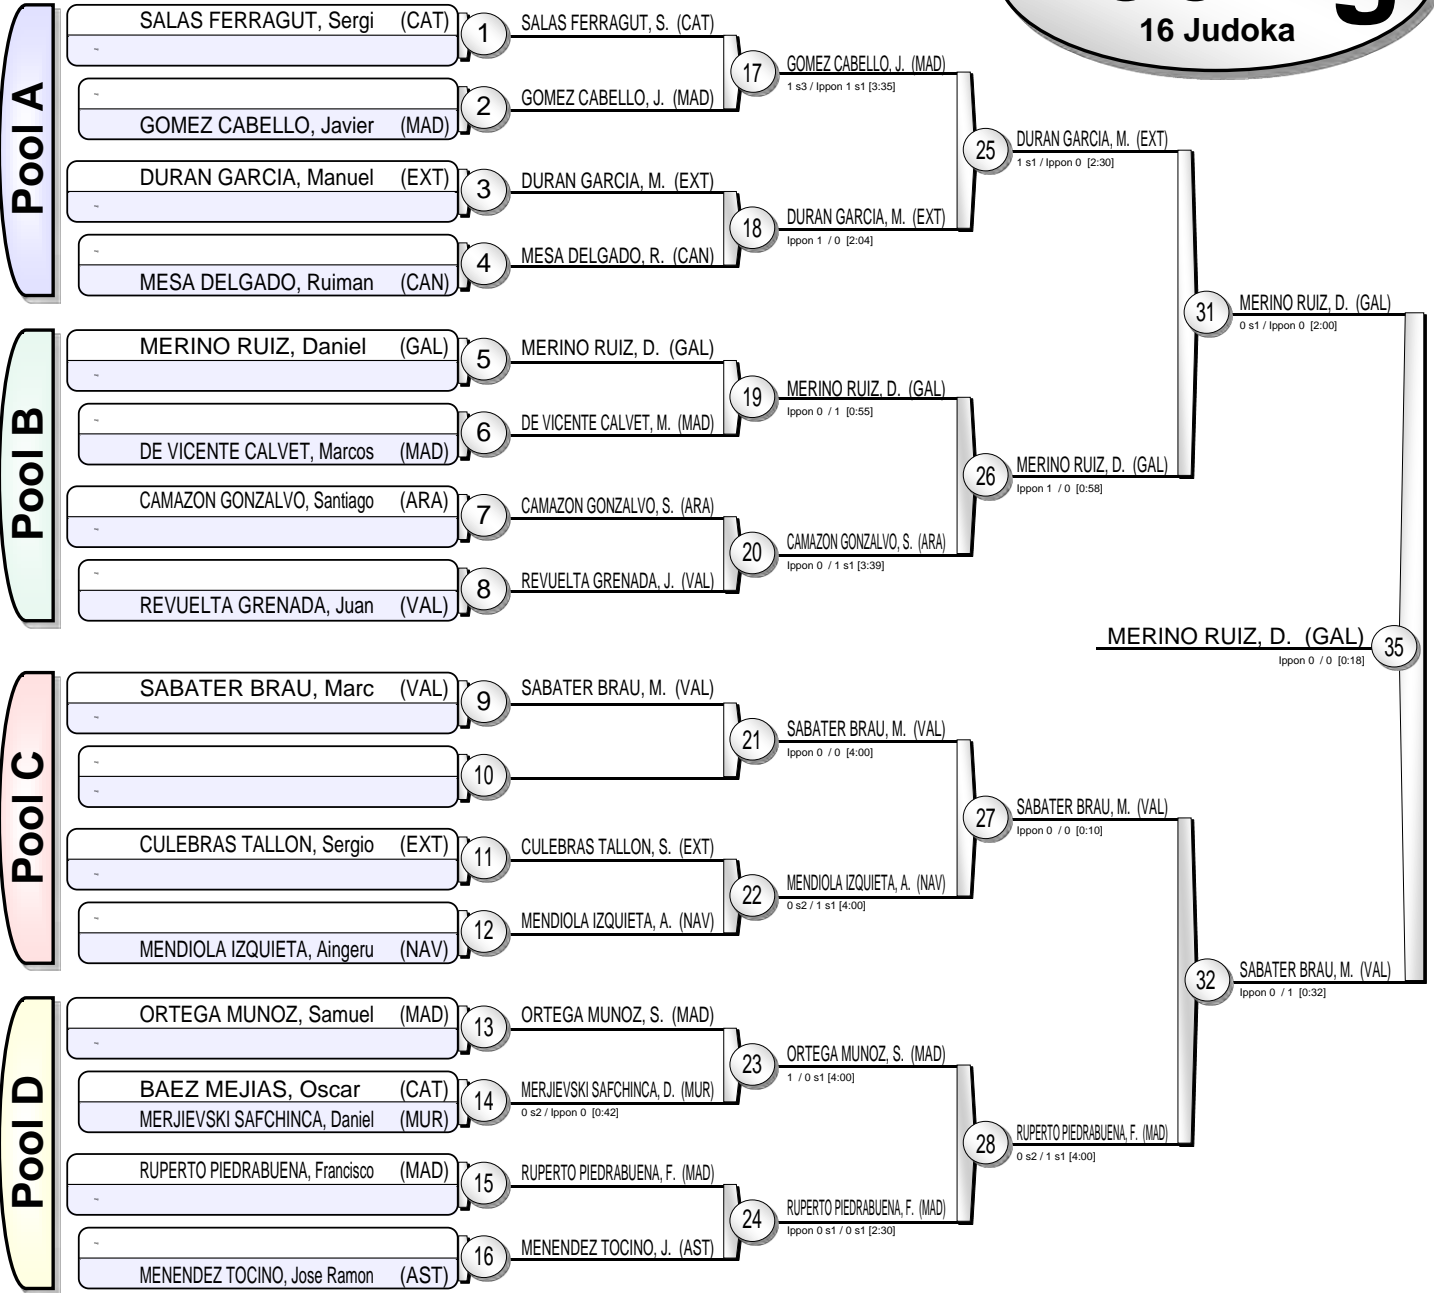 16 Judoka
Pool A
SALAS FERRAGUT, Sergi (CAT)
-
1
SALAS FERRAGUT, S. (CAT)
-
GOMEZ CABELLO, Javier (MAD)
2
GOMEZ CABELLO, J. (MAD)
17
GOMEZ CABELLO, J. (MAD)
1 s3 / Ippon 1 s1 [3:35]
DURAN GARCIA, Manuel (EXT)
-
3
DURAN GARCIA, M. (EXT)
-
MESA DELGADO, Ruiman (CAN)
4
MESA DELGADO, R. (CAN)
18
DURAN GARCIA, M. (EXT)
Ippon 1 / 0 [2:04]
25
DURAN GARCIA, M. (EXT)
1 s1 / Ippon 0 [2:30]
Pool B
MERINO RUIZ, Daniel (GAL)
-
5
MERINO RUIZ, D. (GAL)
-
DE VICENTE CALVET, Marcos (MAD)
6
DE VICENTE CALVET, M. (MAD)
19
MERINO RUIZ, D. (GAL)
Ippon 0 / 1 [0:55]
CAMAZON GONZALVO, Santiago (ARA)
-
7
CAMAZON GONZALVO, S. (ARA)
-
REVUELTA GRENADA, Juan (VAL)
8
REVUELTA GRENADA, J. (VAL)
20
CAMAZON GONZALVO, S. (ARA)
Ippon 0 / 1 s1 [3:39]
26
MERINO RUIZ, D. (GAL)
Ippon 1 / 0 [0:58]
31
MERINO RUIZ, D. (GAL)
0 s1 / Ippon 0 [2:00]
MERINO RUIZ, D. (GAL)
35
Ippon 0 / 0 [0:18]
Pool C
SABATER BRAU, Marc (VAL)
-
9
SABATER BRAU, M. (VAL)
-
-
10
21
SABATER BRAU, M. (VAL)
Ippon 0 / 0 [4:00]
CULEBRAS TALLON, Sergio (EXT)
-
11
CULEBRAS TALLON, S. (EXT)
-
MENDIOLA IZQUIETA, Aingeru (NAV)
12
MENDIOLA IZQUIETA, A. (NAV)
22
MENDIOLA IZQUIETA, A. (NAV)
0 s2 / 1 s1 [4:00]
27
SABATER BRAU, M. (VAL)
Ippon 0 / 0 [0:10]
Pool D
ORTEGA MUNOZ, Samuel (MAD)
-
13
ORTEGA MUNOZ, S. (MAD)
BAEZ MEJIAS, Oscar (CAT)
MERJIEVSKI SAFCHINCA, Daniel (MUR)
14
MERJIEVSKI SAFCHINCA, D. (MUR)
0 s2 / Ippon 0 [0:42]
23
ORTEGA MUNOZ, S. (MAD)
1 / 0 s1 [4:00]
RUPERTO PIEDRABUENA, Francisco (MAD)
-
15
RUPERTO PIEDRABUENA, F. (MAD)
-
MENENDEZ TOCINO, Jose Ramon (AST)
16
MENENDEZ TOCINO, J. (AST)
24
RUPERTO PIEDRABUENA, F. (MAD)
Ippon 0 s1 / 0 s1 [2:30]
28
RUPERTO PIEDRABUENA, F. (MAD)
0 s2 / 1 s1 [4:00]
32
SABATER BRAU, M. (VAL)
Ippon 0 / 1 [0:32]